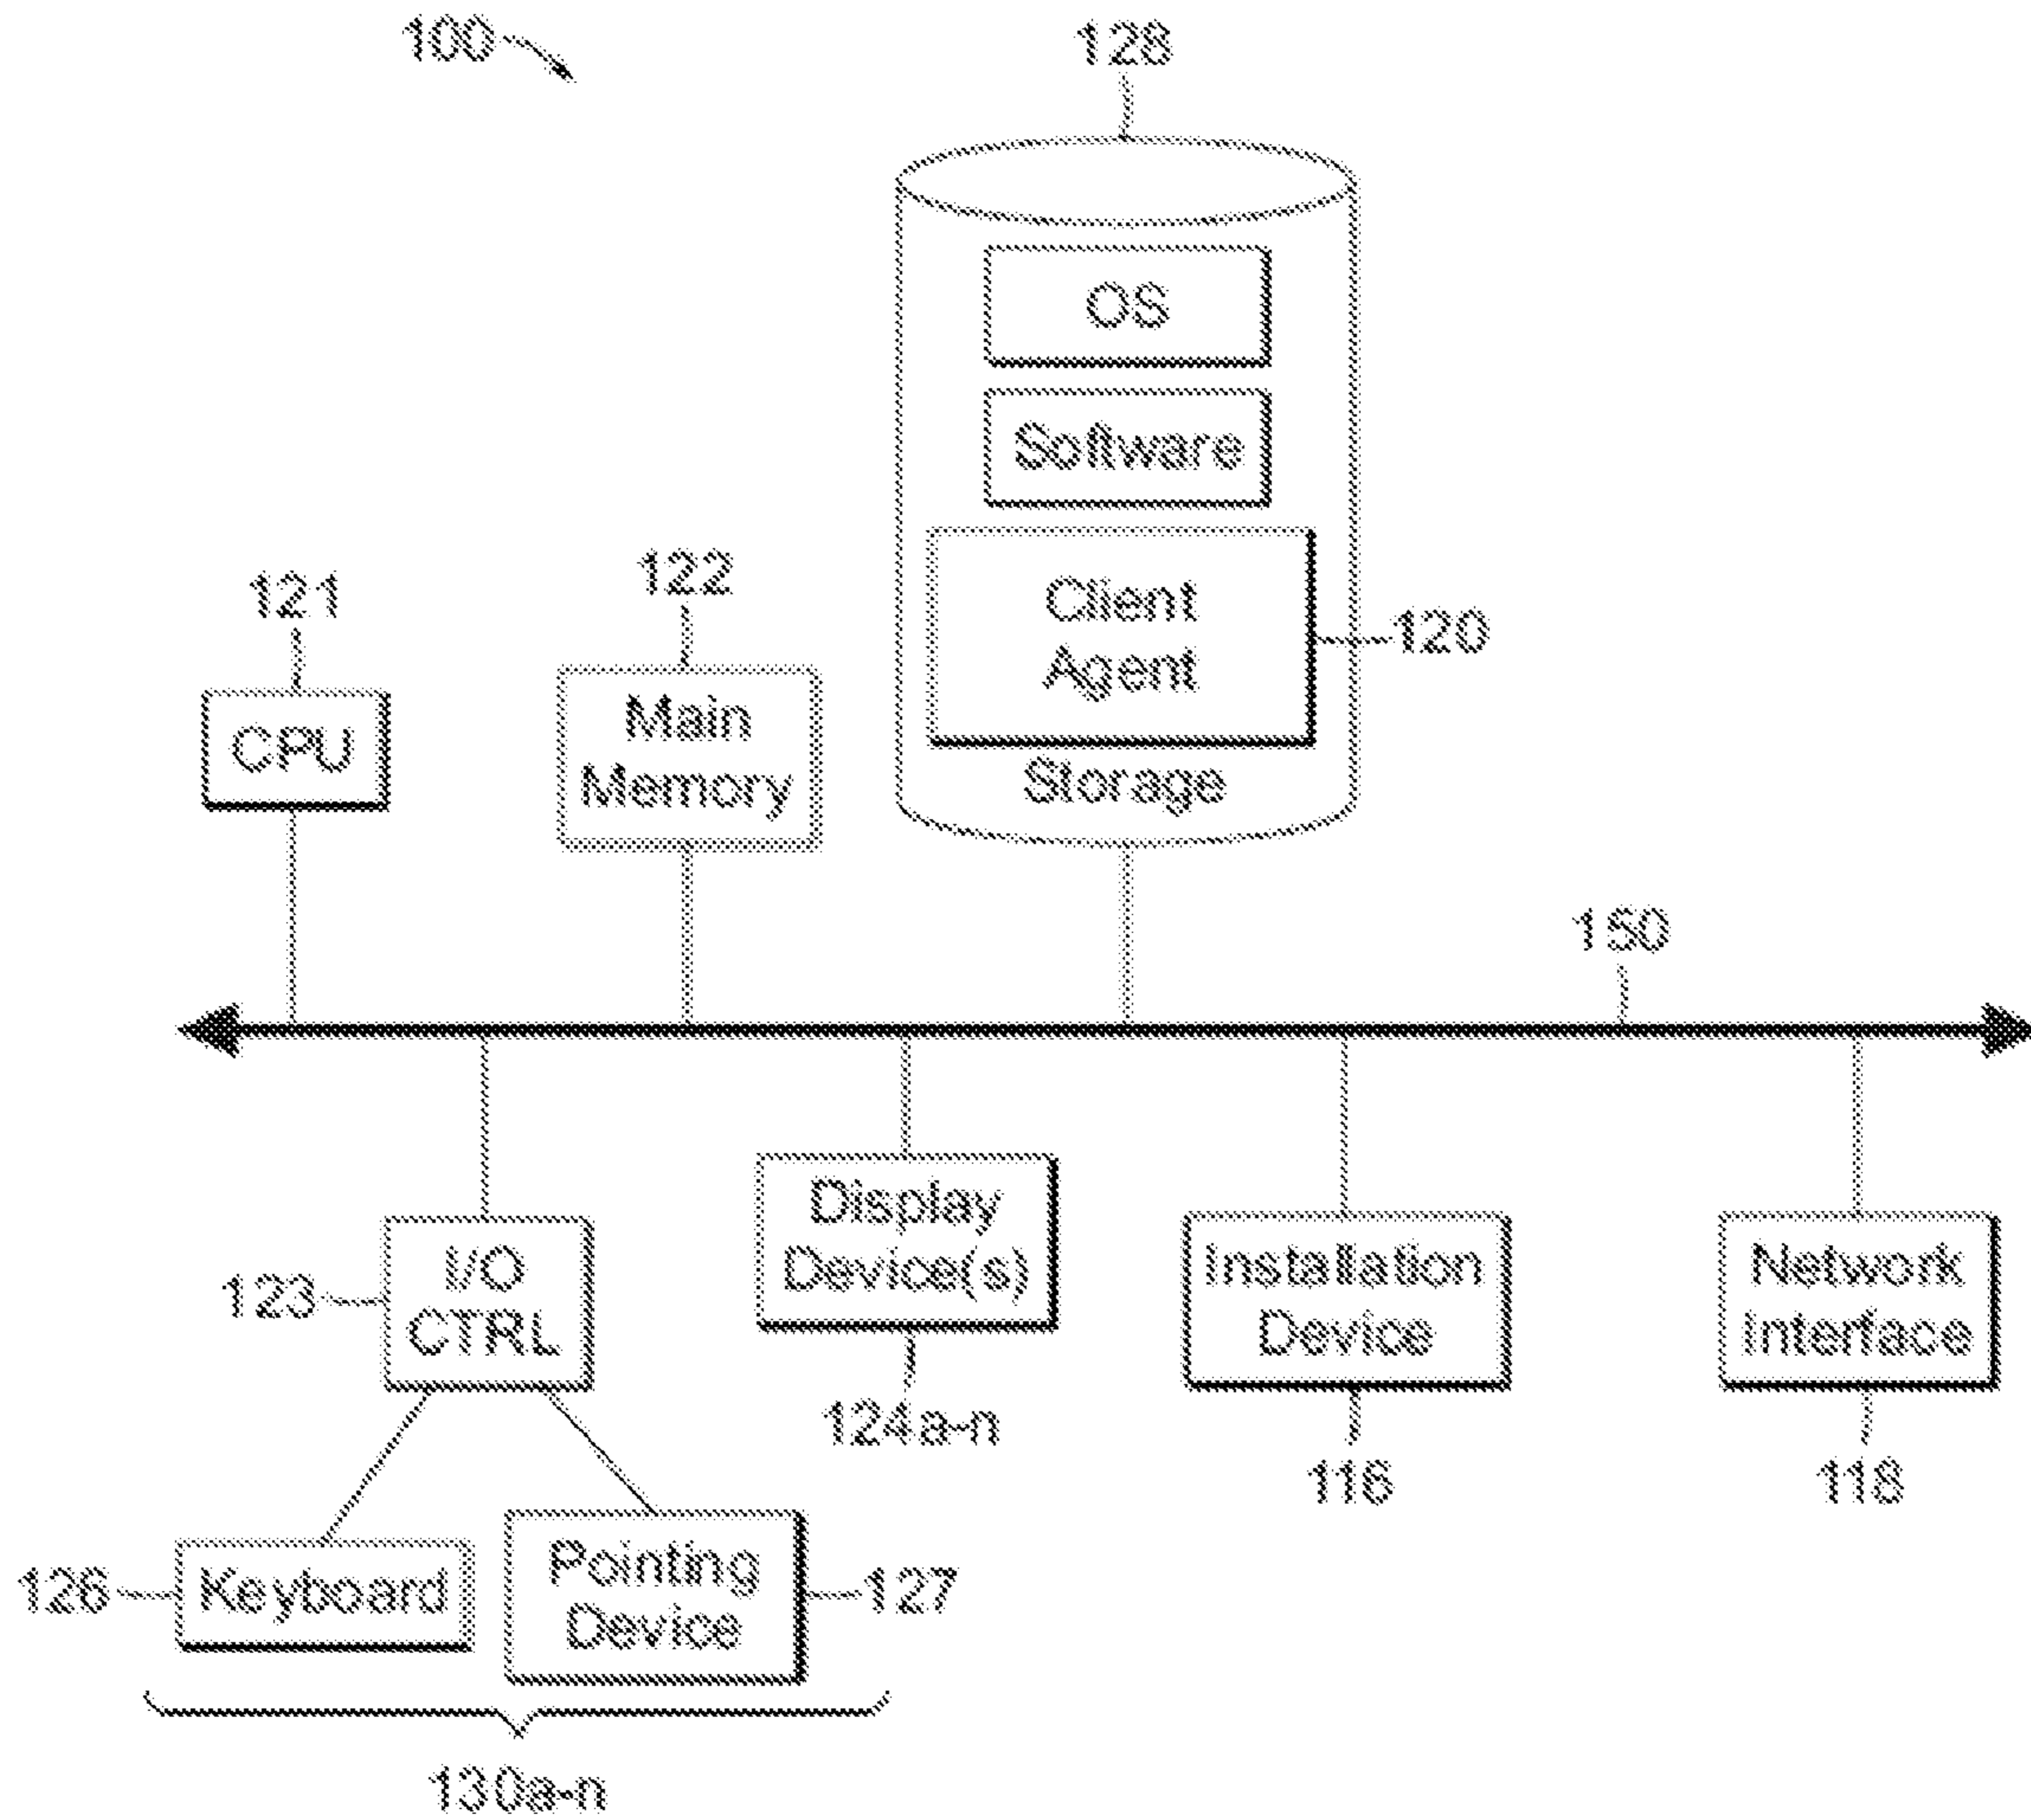 100
128
OS
Software
Client
Agent
120
Storage
121
CPU
122
Main
Memory
150
I/O
CTRL
123
Display
Device(s)
124a-n
Installation
Device
116
Network
Interface
118
126
Keyboard
Pointing
Device
127
130a-n